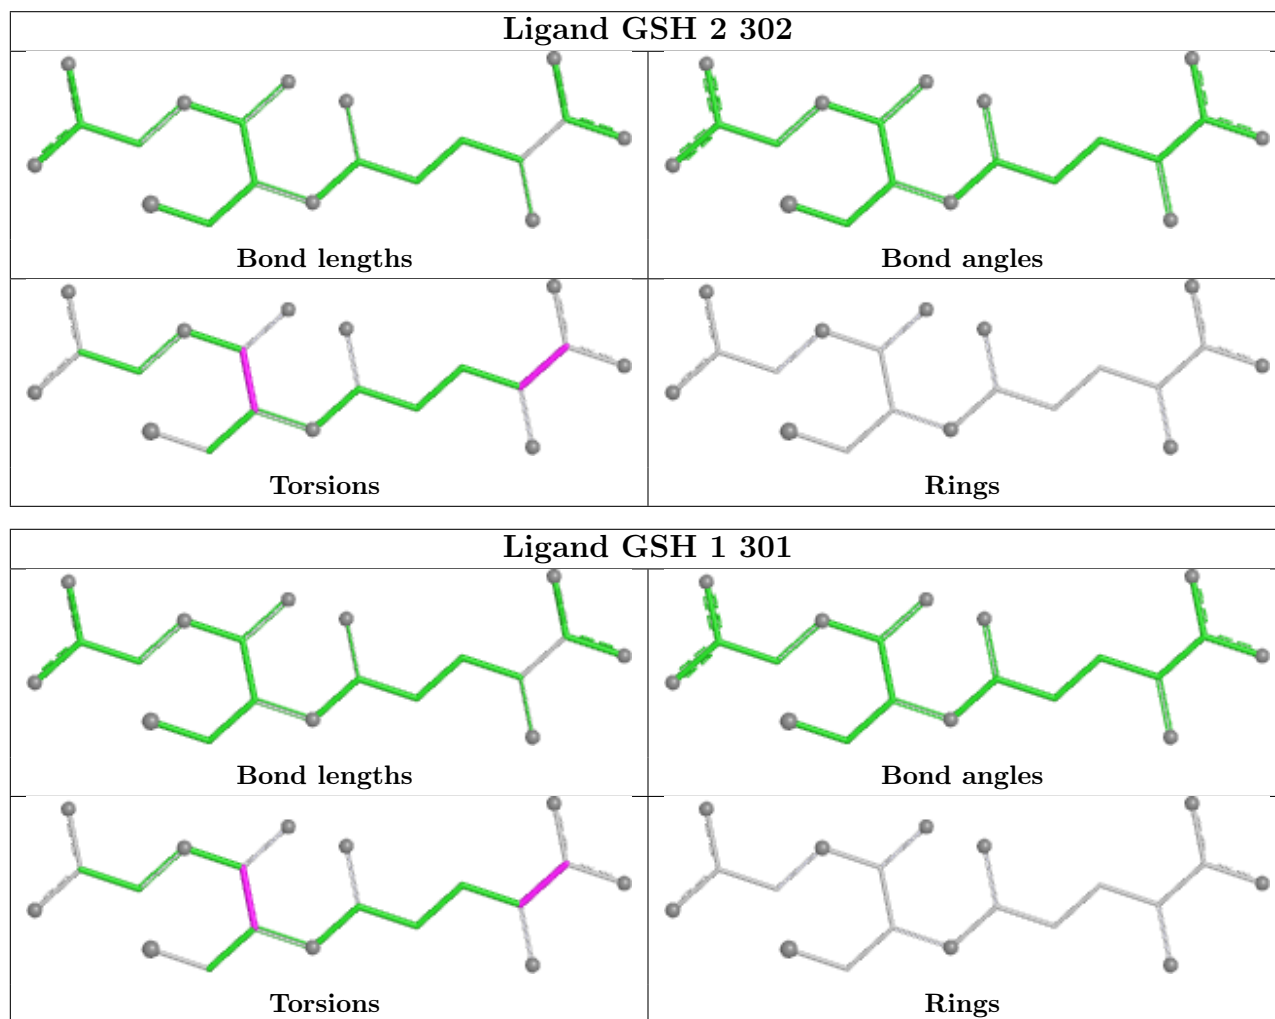 Ligand GSH 2 302
Bond lengths
Bond angles
Torsions
Rings
Ligand GSH 1 301
Bond lengths
Bond angles
Torsions
Rings